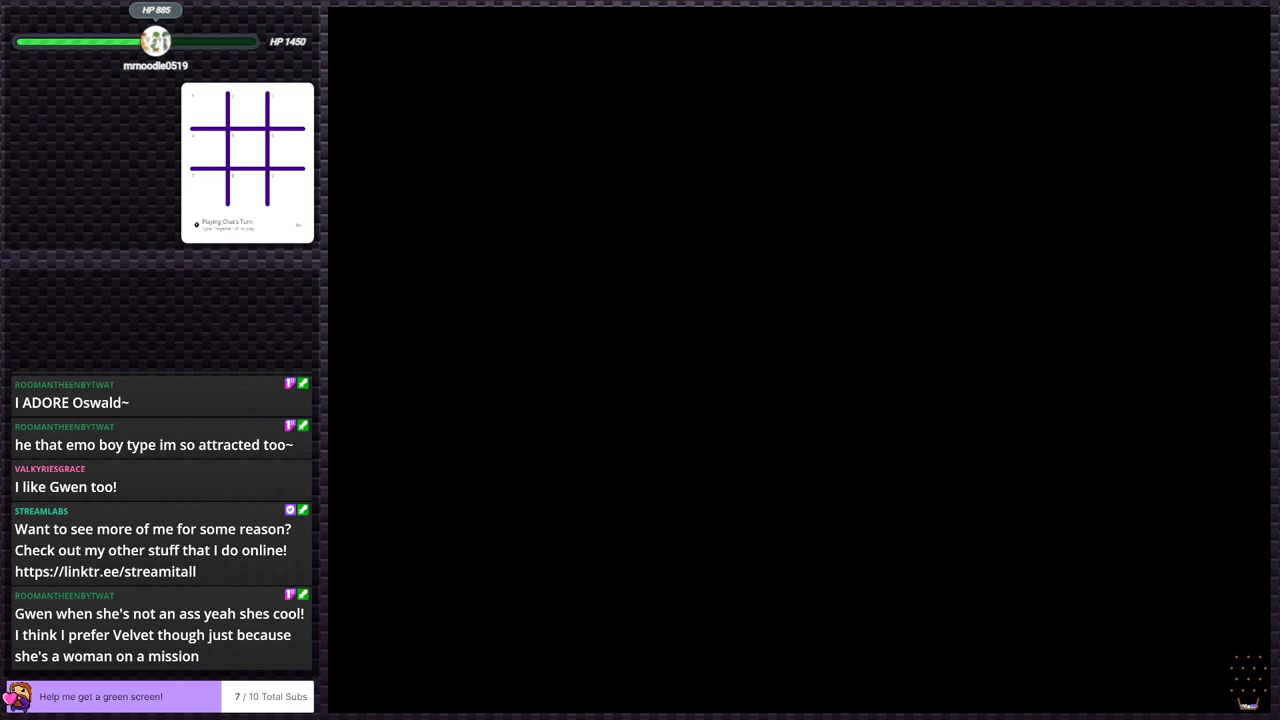 HP 885
HP 1450
mrmoodle0519
Playing Chat's Turn
ROOMANTHEENBYTWAT
I ADORE Oswald~
ROOMANTHEENBYTWAT
he that emo boy type im so attracted too~
VALKYRIESGRACE
I like Gwen too!
STREAMLABS
Want to see more of me for some reason?
Check out my other stuff that I do online!
https://linktr.ee/streamitall
ROOMANTHEENBYTWAT
Gwen when she's not an ass yeah shes cool!
I think I prefer Velvet though just because
she's a woman on a mission
Help me get a green screen!
7 / 10 Total Subs